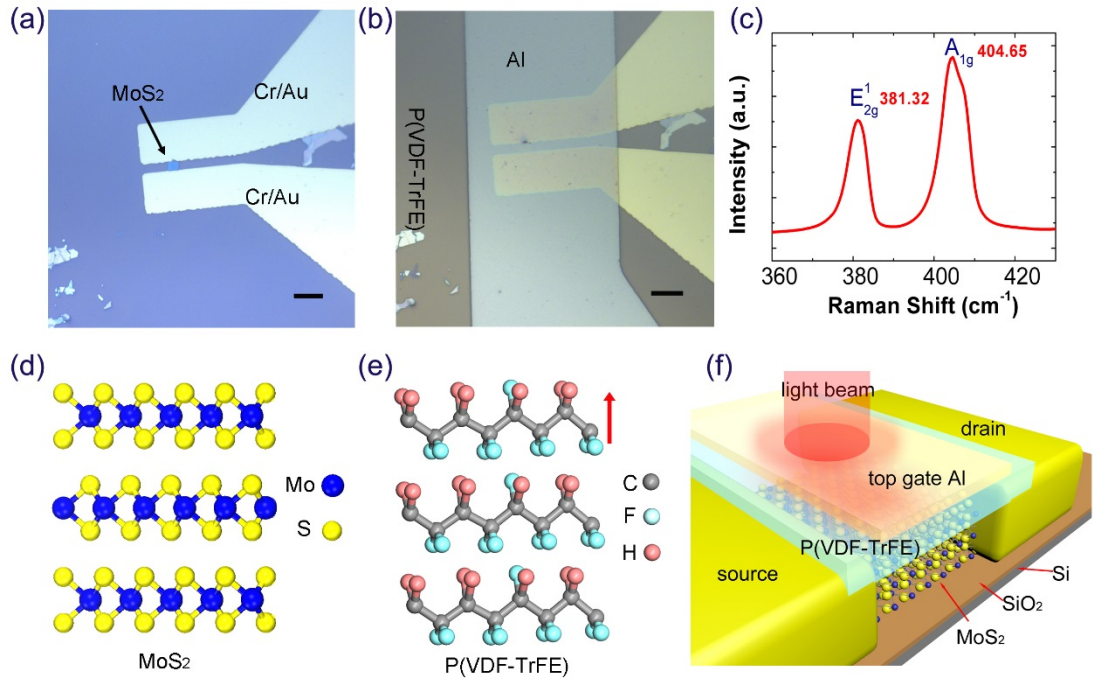 (a)
MoS₂
Cr/Au
Cr/Au
(b)
Al
P(VDF-TrFE)
(c)
Intensity (a.u.)
E¹₂g 381.32
A₁g 404.65
360 380 400 420
Raman Shift (cm⁻¹)
(d)
Mo
S
MoS₂
(e)
C
F
H
P(VDF-TrFE)
(f)
light beam
drain
top gate Al
P(VDF-TrFE)
source
Si
SiO₂
MoS₂